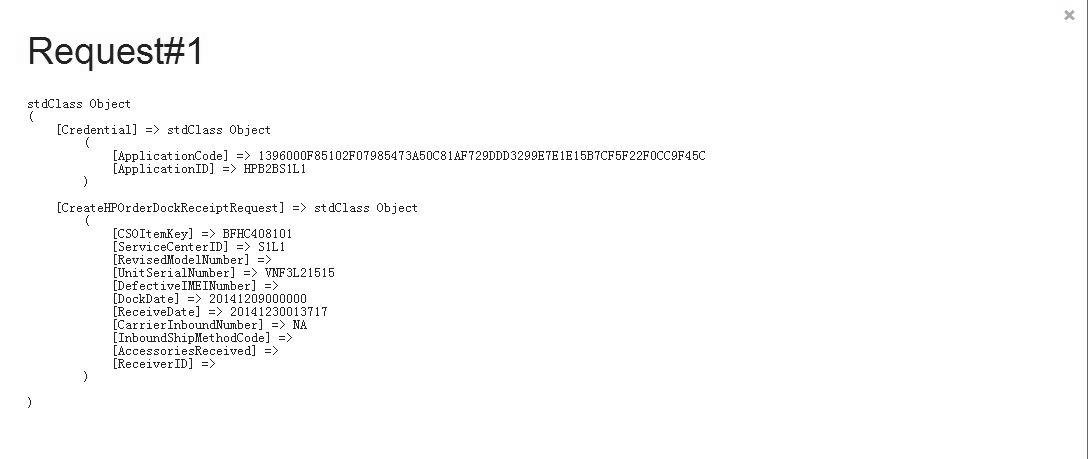 Request#1
stdClass Object
(
[Credential] => stdClass Object
(
[ApplicationCode] => 1396000F85102F07985473A50C81AF729DDD3299E7E1E15B7CF5F22F0CC9F45C
[ApplicationID] => HPB2BS1L1
)
[CreateHPOrderDockReceiptRequest] => stdClass Object
(
[CSOItemKey] => BFHC408101
[ServiceCenterID] => S1L1
[RevisedModelNumber] =>
[UnitSerialNumber] => VNF3L21515
[DefectiveIMEINumber] =>
[DockDate] => 20141209000000
[ReceiveDate] => 20141230013717
[CarrierInboundNumber] => NA
[InboundShipMethodCode] =>
[AccessoriesReceived] =>
[ReceiverID] =>
)
)